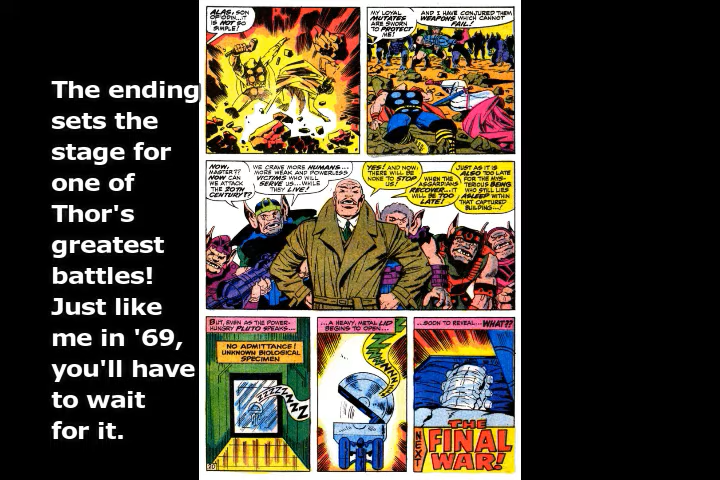 The ending
sets the
stage for
one of
Thor's
greatest
battles!
Just like
me in '69,
you'll have
to wait
for it.
ALAS, SON
OF ODIN... IT
IS NOT SO
SIMPLE!
MY LOYAL
MUTATES
ARE SWORN
TO PROTECT
ME!
AND I HAVE CONJURED THEM
WEAPONS WHICH CANNOT
FAIL!
NOW,
MASTER??
NOW CAN
WE ATTACK
THE 20TH
CENTURY?
WE CRAVE MORE HUMANS...
MORE WEAK AND POWERLESS
VICTIMS WHO WILL
SERVE US... WHILE
THEY LIVE!
YES! AND NOW,
THERE WILL BE
NONE TO STOP
US!
WHEN THE
ASGARDIANS
RECOVER... IT
WILL BE TOO
LATE!
JUST AS IT IS
ALSO TOO LATE
FOR THE MYS-
TERIOUS BEING
WHO STILL LIES
ASLEEP WITHIN
THAT CAPTURED
BUILDING--!
BUT, EVEN AS THE POWER-
HUNGRY PLUTO SPEAKS...
NO ADMITTANCE!
UNKNOWN BIOLOGICAL
SPECIMEN
ZZZZZNNZ
20
...A HEAVY, METAL LID
BEGINS TO OPEN...
...SOON TO REVEAL... WHAT??
NEXT
THE
FINAL
WAR!